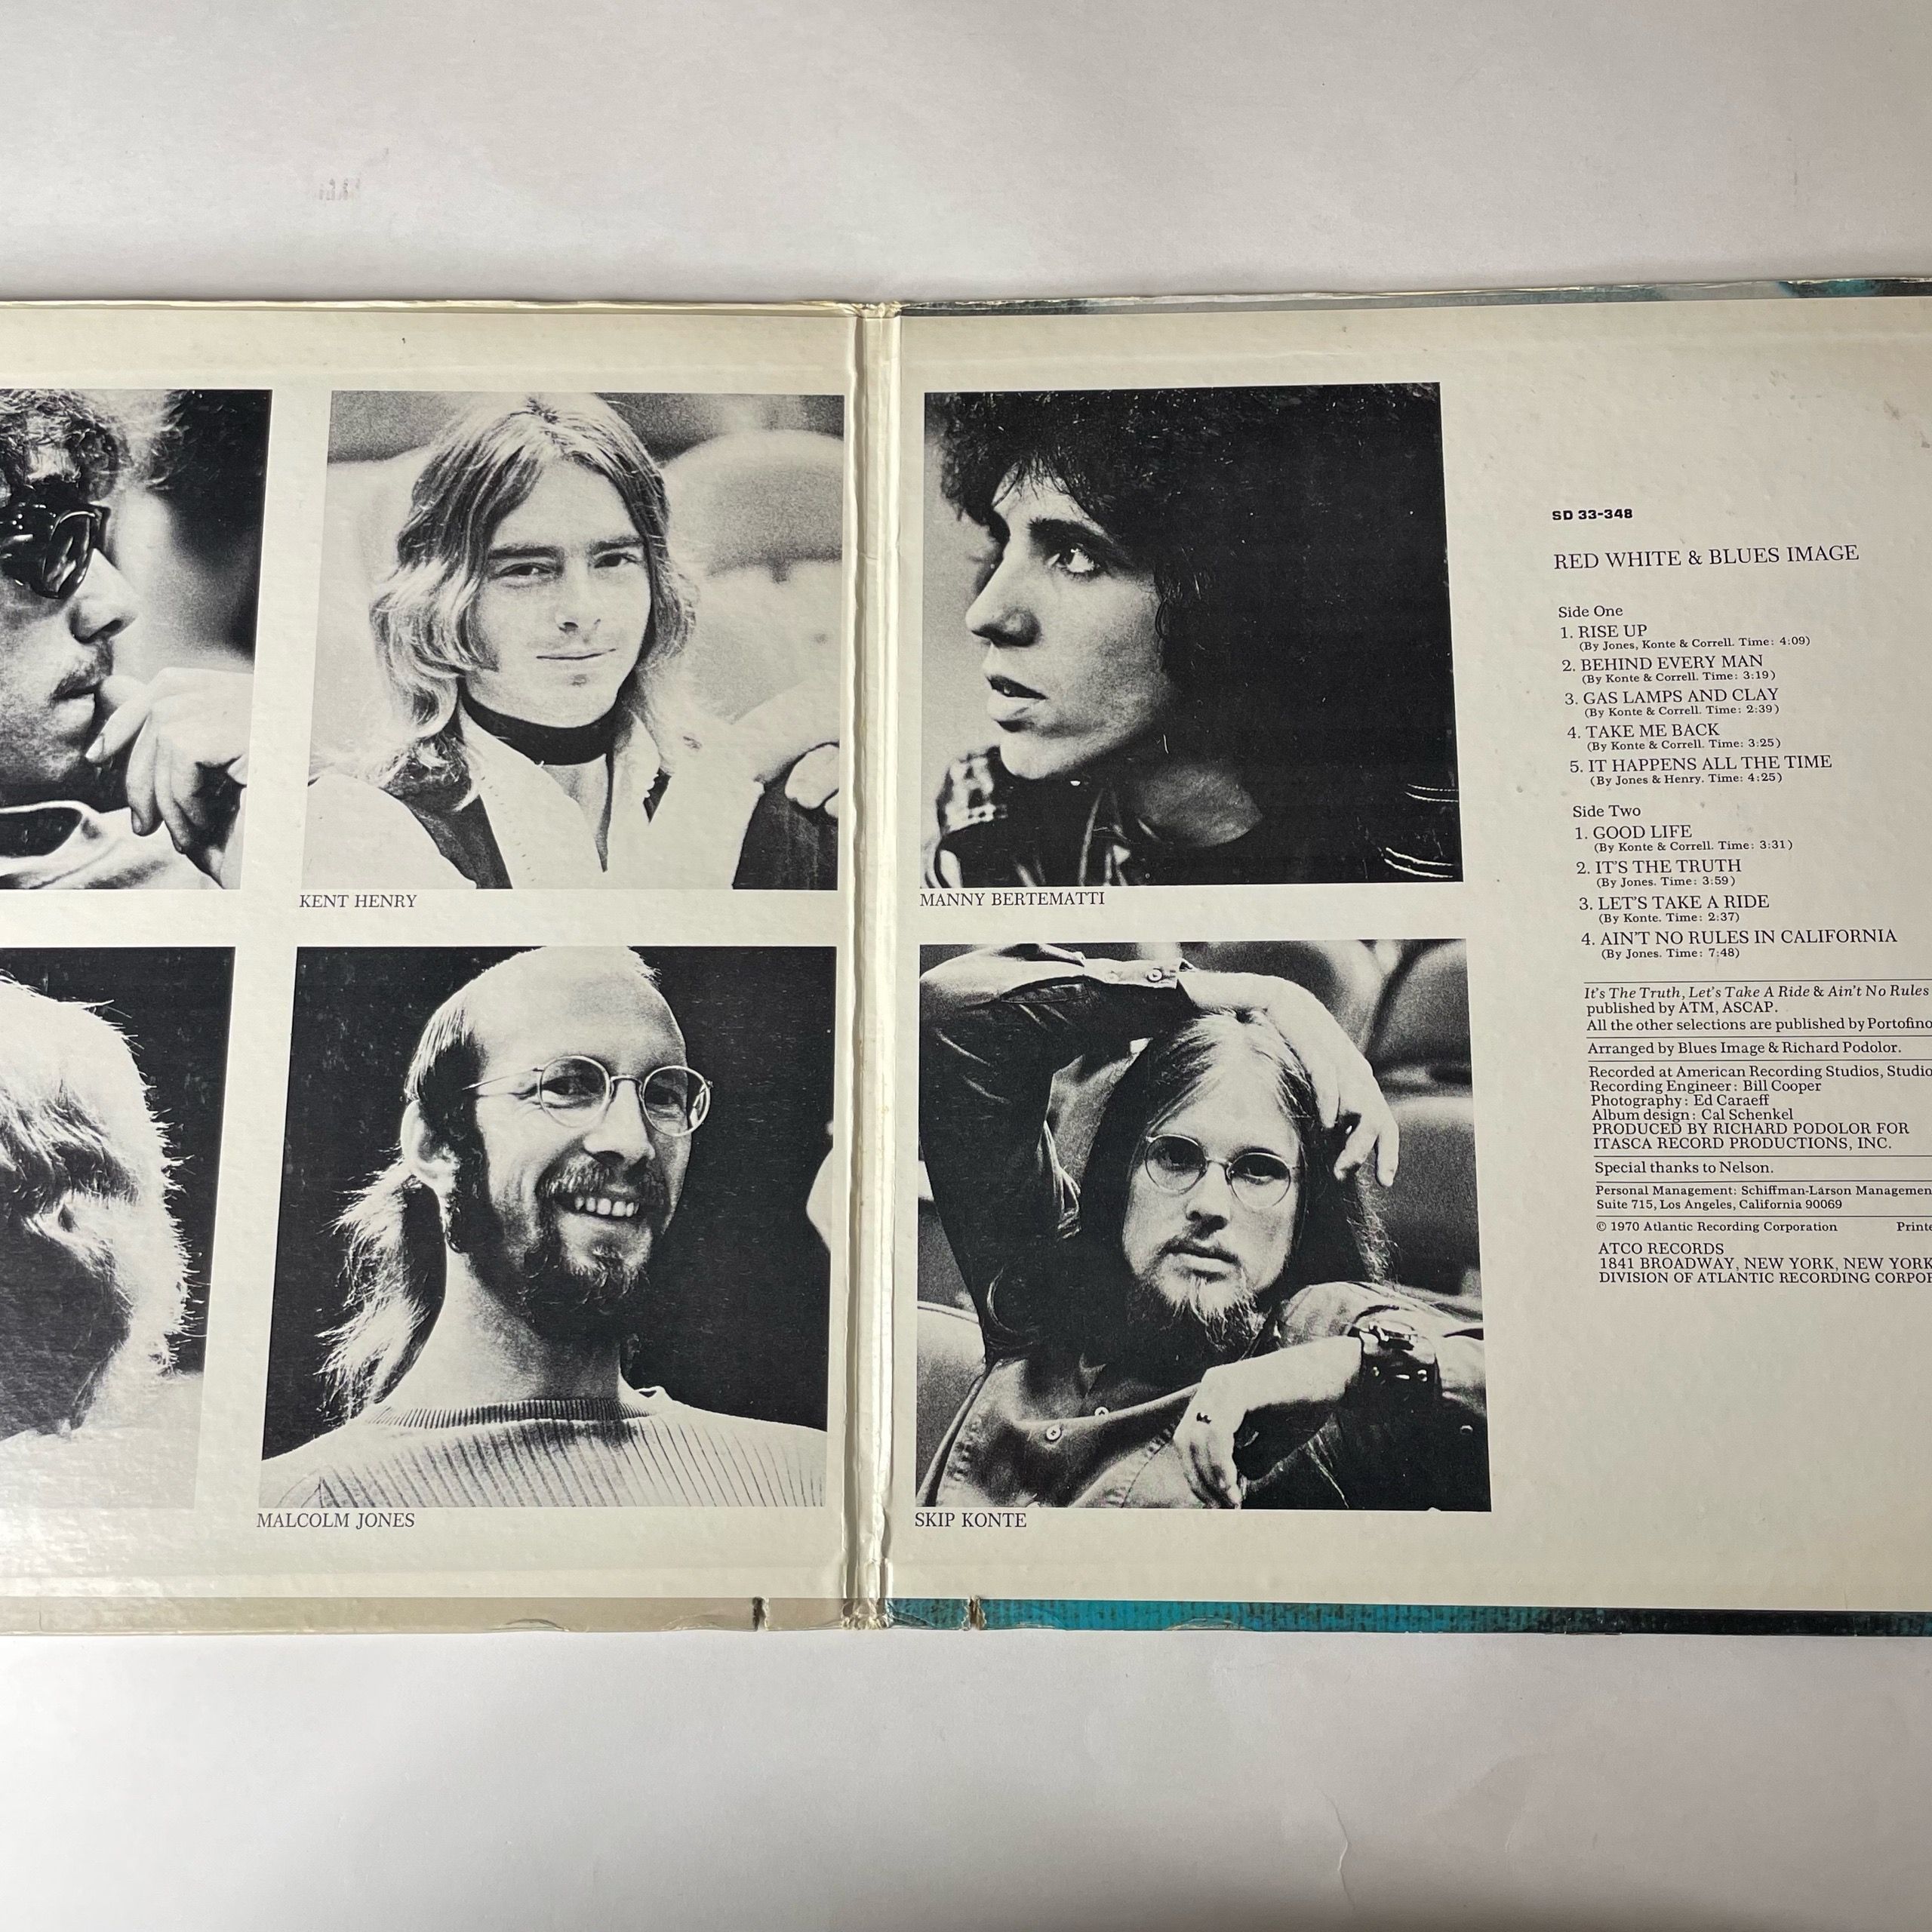 KENT HENRY
MANNY BERTEMATTI
MALCOLM JONES
SKIP KONTE
SD 33-348
RED WHITE & BLUES IMAGE
Side One
1. RISE UP
(By Jones, Konte & Correll. Time: 4:09)
2. BEHIND EVERY MAN
(By Konte & Correll. Time: 3:19)
3. GAS LAMPS AND CLAY
(By Konte & Correll. Time: 2:39)
4. TAKE ME BACK
(By Konte & Correll. Time: 3:25)
5. IT HAPPENS ALL THE TIME
(By Jones & Henry. Time: 4:25)
Side Two
1. GOOD LIFE
(By Konte & Correll. Time: 3:31)
2. IT'S THE TRUTH
(By Jones. Time: 3:59)
3. LET'S TAKE A RIDE
(By Konte. Time: 2:37)
4. AIN'T NO RULES IN CALIFORNIA
(By Jones. Time: 7:48)
It's The Truth, Let's Take A Ride & Ain't No Rules
published by ATM, ASCAP.
All the other selections are published by Portofino
Arranged by Blues Image & Richard Podolor.
Recorded at American Recording Studios, Studio
Recording Engineer: Bill Cooper
Photography: Ed Caraeff
Album design: Cal Schenkel
PRODUCED BY RICHARD PODOLOR FOR
ITASCA RECORD PRODUCTIONS, INC.
Special thanks to Nelson.
Personal Management: Schiffman-Larson Managemen
Suite 715, Los Angeles, California 90069
© 1970 Atlantic Recording Corporation Printe
ATCO RECORDS
1841 BROADWAY, NEW YORK, NEW YORK
DIVISION OF ATLANTIC RECORDING CORPOR